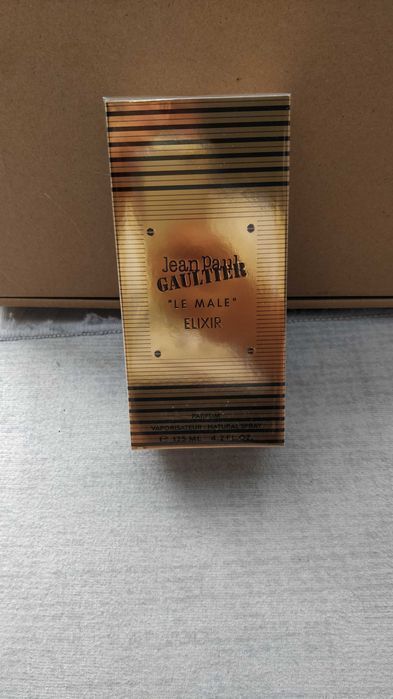 Jean Paul
GAULTIER
"LE MALE"
ELIXIR
PARFUM
VAPORISATEUR · NATURAL SPRAY
e 125 ML - 4.2 FL.OZ.